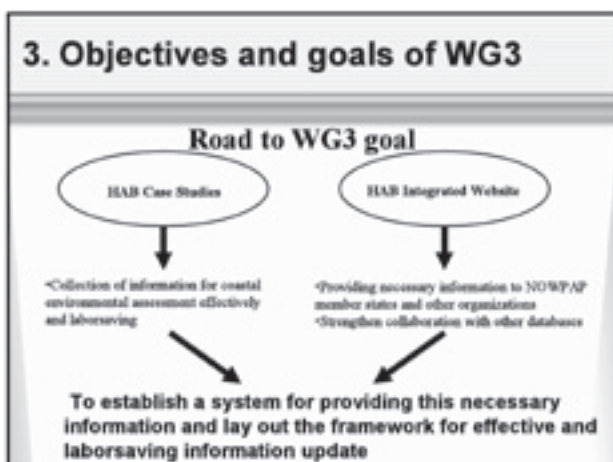 3. Objectives and goals of WG3
Road to WG3 goal
HAB Case Studies
HAB Integrated Website
•Collection of information for coastal
environmental assessment effectively
and laborsaving
•Providing necessary information to NOWPAP
member states and other organizations
•Strengthen collaboration with other databases
To establish a system for providing this necessary
information and lay out the framework for effective and
laborsaving information update